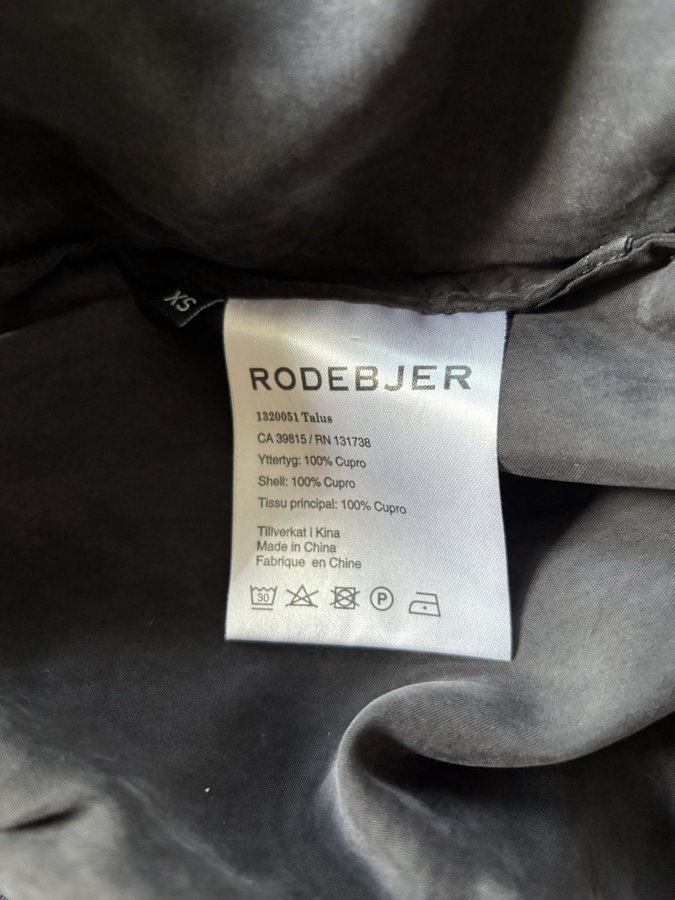 XS
RODEBJER
1320051 Talus
CA 39815 / RN 131738
Yttertyg: 100% Cupro
Shell: 100% Cupro
Tissu principal: 100% Cupro
Tillverkat i Kina
Made in China
Fabrique en Chine
30 P